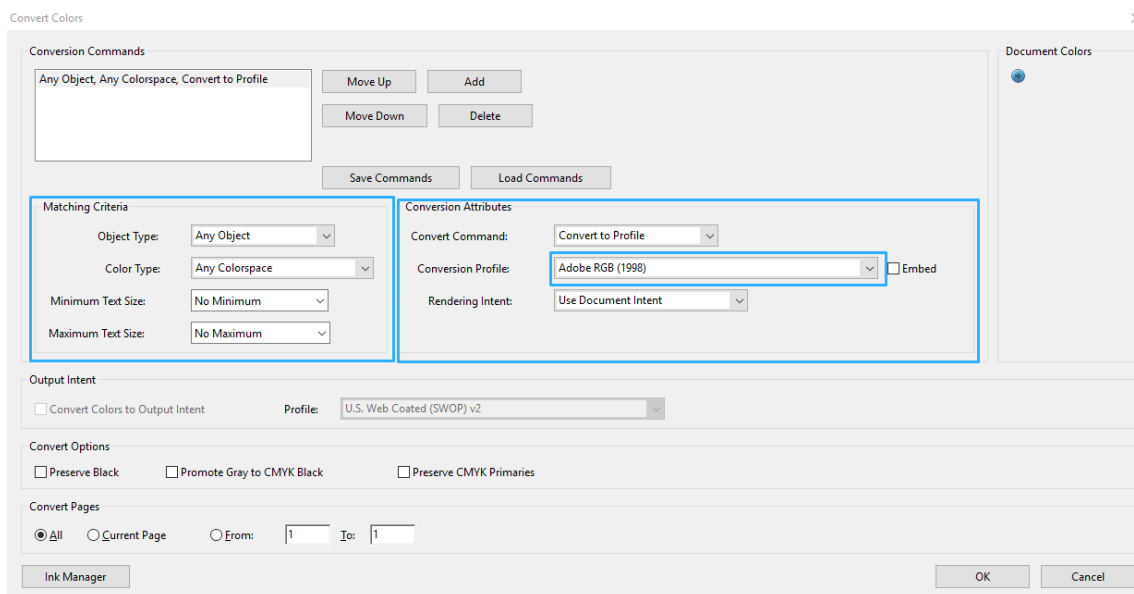 Convert Colors
Conversion Commands
Document Colors
Any Object, Any Colorspace, Convert to Profile
Move Up
Add
Move Down
Delete
Save Commands
Load Commands
Matching Criteria
Conversion Attributes
Object Type: Any Object
Convert Command: Convert to Profile
Color Type: Any Colorspace
Conversion Profile: Adobe RGB (1998)
Embed
Minimum Text Size: No Minimum
Rendering Intent: Use Document Intent
Maximum Text Size: No Maximum
Output Intent
Convert Colors to Output Intent
Profile: U.S. Web Coated (SWOP) v2
Convert Options
Preserve Black
Promote Gray to CMYK Black
Preserve CMYK Primaries
Convert Pages
All
Current Page
From: 1 To: 1
Ink Manager
OK
Cancel